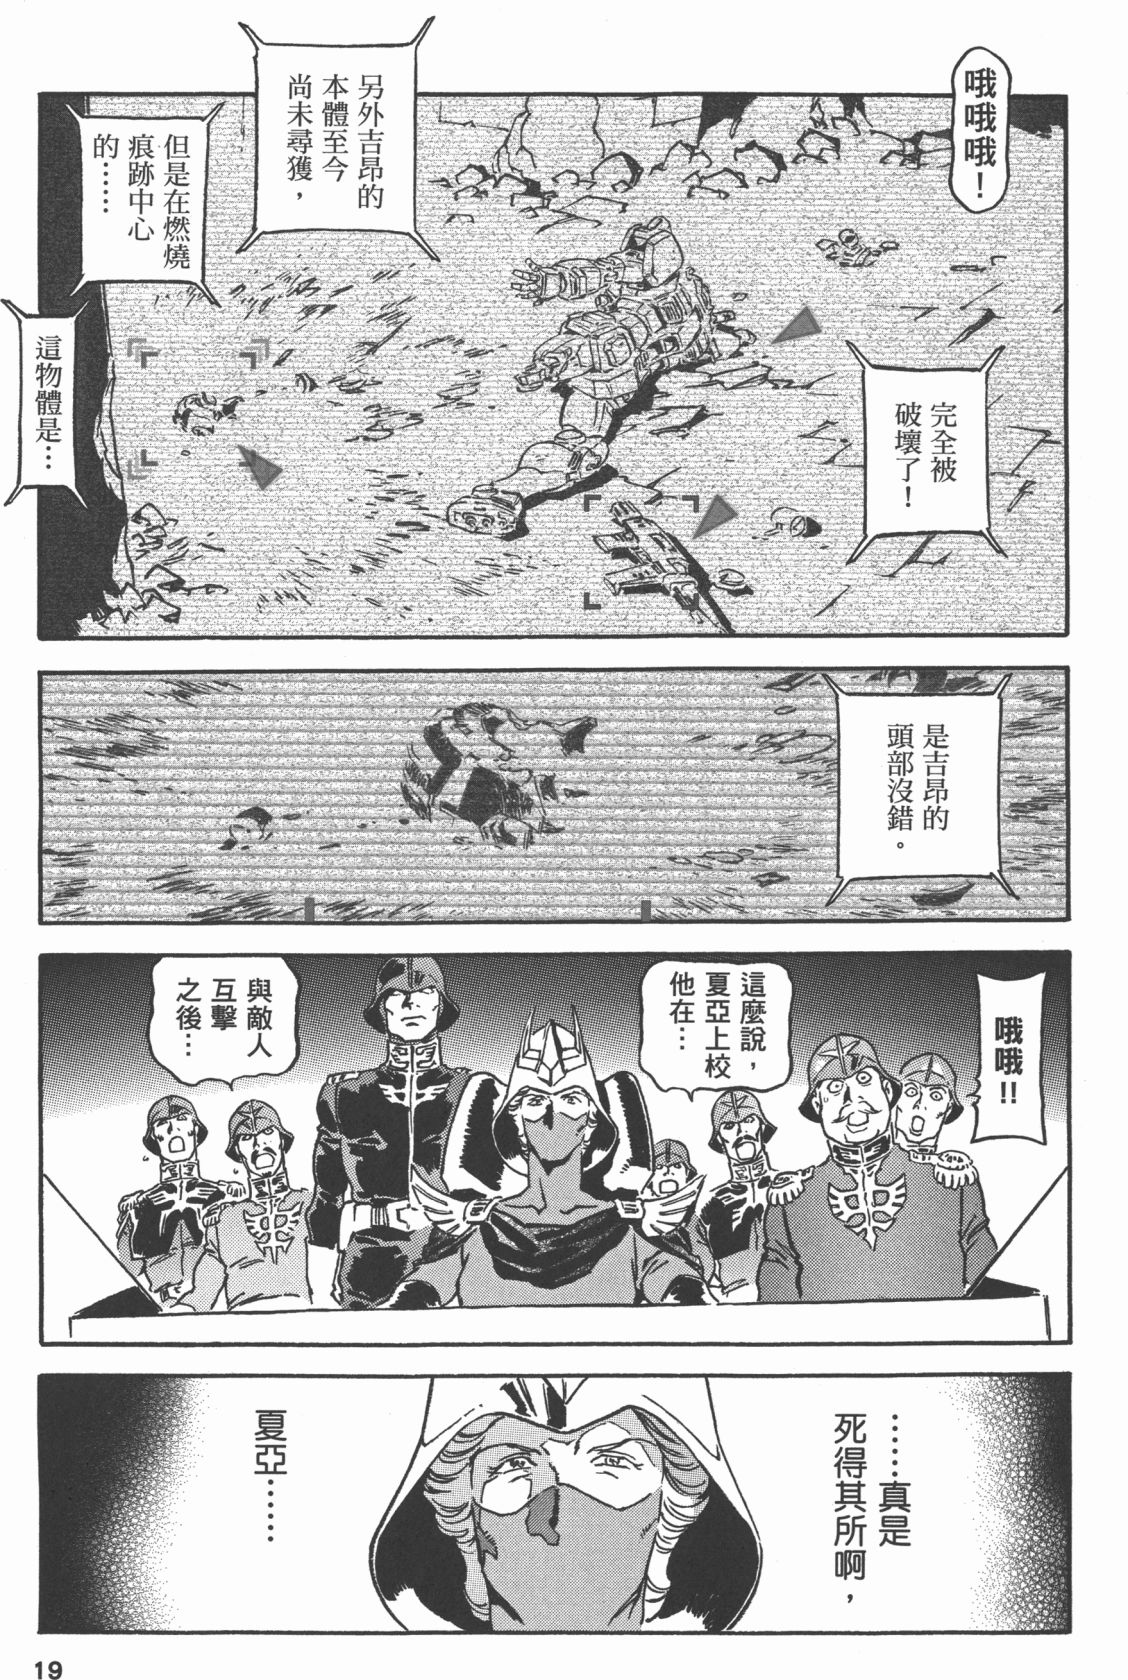 哦哦哦！
完全被
破壞了！
另外吉昂的
本體至今
尚未尋獲，
但是在燃燒
痕跡中心
的……
這物體是…
是吉昂的
頭部沒錯。
哦哦!!
這麼說，
夏亞上校
他在…
與敵人
互擊
之後…
……真是
死得其所啊，
夏亞……
19